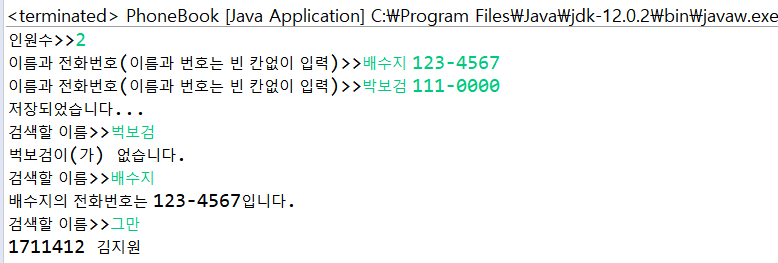 <terminated> PhoneBook [Java Application] C:₩Program Files₩Java₩jdk-12.0.2₩bin₩javaw.exe
인원수>>2
이름과 전화번호(이름과 번호는 빈 칸없이 입력)>>배수지 123-4567
이름과 전화번호(이름과 번호는 빈 칸없이 입력)>>박보검 111-0000
저장되었습니다...
검색할 이름>>벅보검
벅보검이(가) 없습니다.
검색할 이름>>배수지
배수지의 전화번호는 123-4567입니다.
검색할 이름>>그만
1711412 김지원